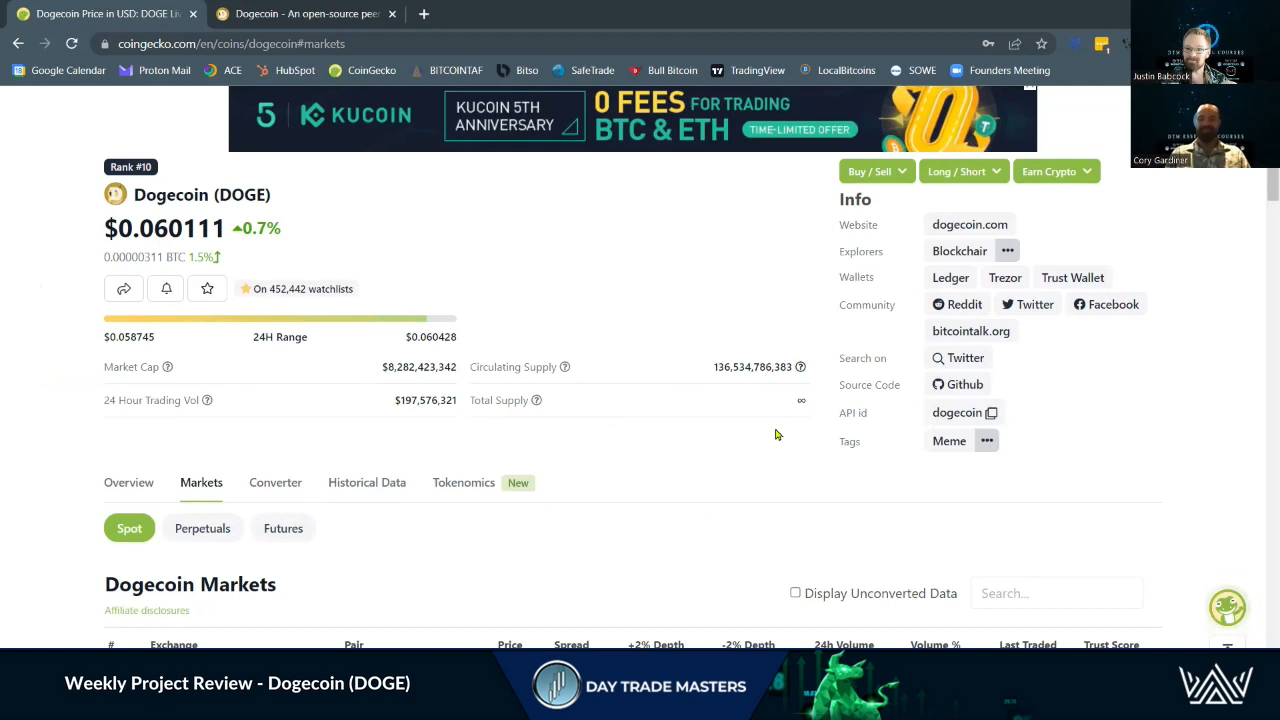 Dogecoin Price in USD: DOGE Li
Dogecoin - An open-source peer
coingecko.com/en/coins/dogecoin#markets
Google Calendar Proton Mail ACE HubSpot CoinGecko BITCOINTAF Bitso SafeTrade Bull Bitcoin TradingView LocalBitcoins SOWE Founders Meeting
Justin Babcock
Cory Gardiner
5 KUCOIN
KUCOIN 5TH
ANNIVERSARY
0 FEES FOR TRADING
BTC & ETH TIME-LIMITED OFFER
Rank #10
Dogecoin (DOGE)
$0.060111 0.7%
0.00000311 BTC 1.5%
On 452,442 watchlists
$0.058745 24H Range $0.060428
Market Cap $8,282,423,342
Circulating Supply 136,534,786,383
24 Hour Trading Vol $197,576,321
Total Supply ∞
Buy / Sell Long / Short Earn Crypto
Info
Website dogecoin.com
Explorers Blockchair •••
Wallets Ledger Trezor Trust Wallet
Community Reddit Twitter Facebook
bitcointalk.org
Search on Twitter
Source Code Github
API id dogecoin
Tags Meme •••
Overview Markets Converter Historical Data Tokenomics New
Spot Perpetuals Futures
Dogecoin Markets
Affiliate disclosures
Display Unconverted Data Search...
# Exchange Pair Price Spread +2% Depth -2% Depth 24h Volume Volume % Last Traded Trust Score
Weekly Project Review - Dogecoin (DOGE)
DAY TRADE MASTERS